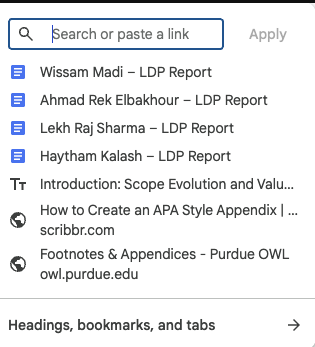 Search or paste a link
Apply
Wissam Madi – LDP Report
Ahmad Rek Elbakhour – LDP Report
Lekh Raj Sharma – LDP Report
Haytham Kalash – LDP Report
Tт Introduction: Scope Evolution and Valu...
How to Create an APA Style Appendix | ...
scribbr.com
Footnotes & Appendices - Purdue OWL
owl.purdue.edu
Headings, bookmarks, and tabs